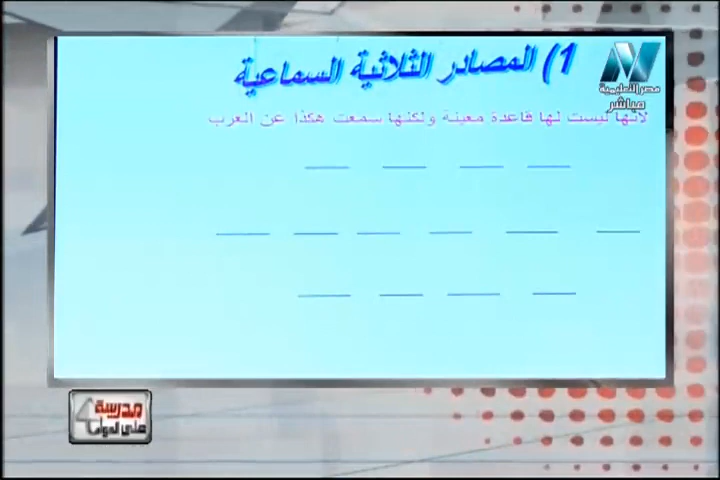 1) المصادر الثلاثية السماعية
مصر التعليمية
مباشر
لأنها ليست لها قاعدة معينة ولكنها سمعت هكذا عن العرب
مدرسة
على الهواء